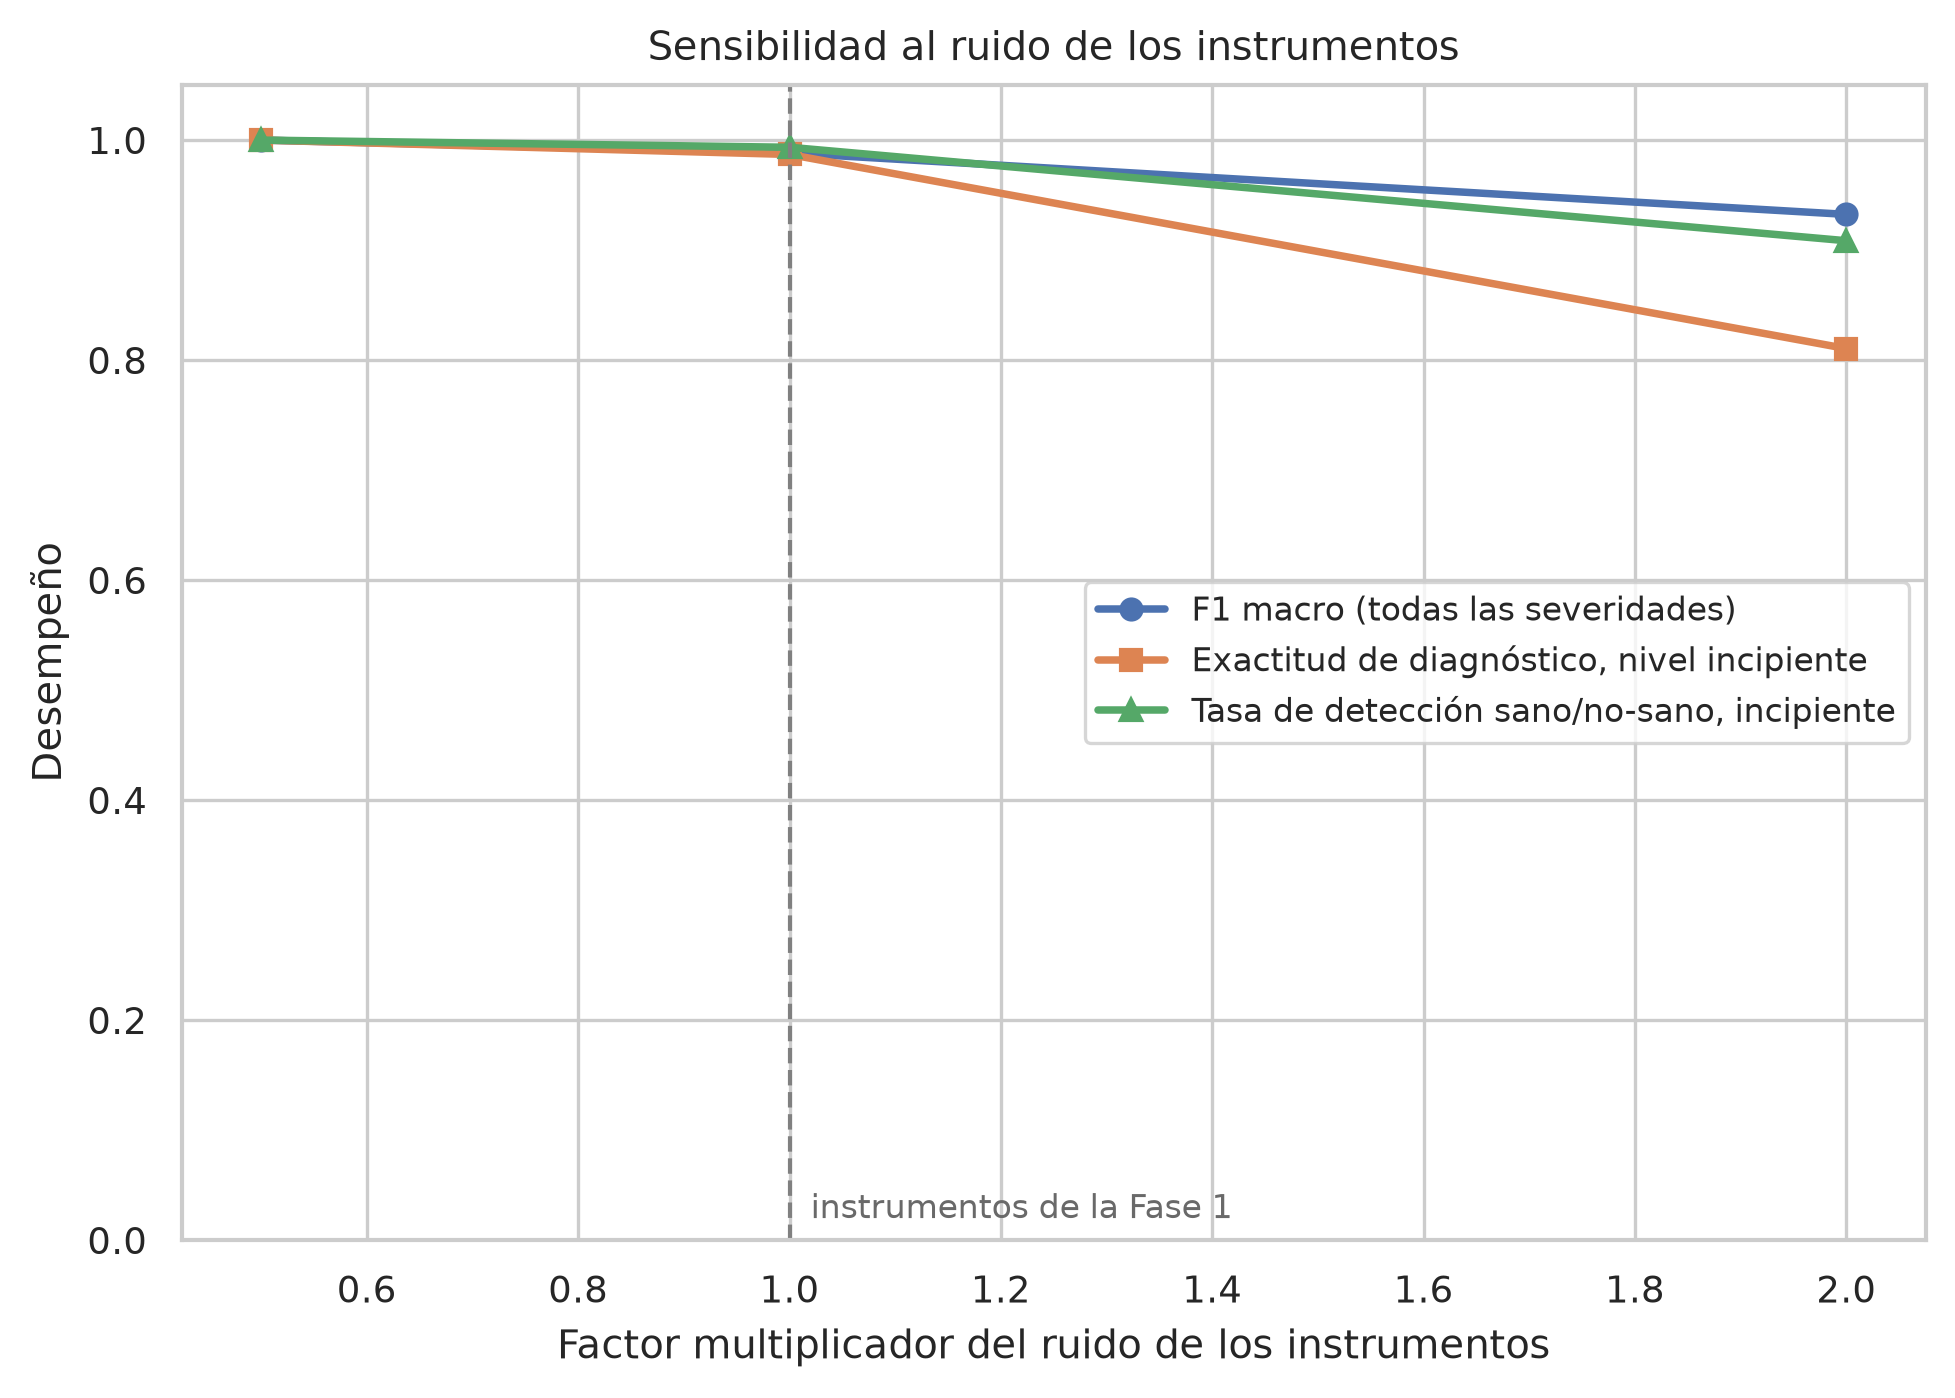 Sensibilidad al ruido de los instrumentos
Desempeño
1.0
0.8
0.6
0.4
0.2
0.0
F1 macro (todas las severidades)
Exactitud de diagnóstico, nivel incipiente
Tasa de detección sano/no-sano, incipiente
instrumentos de la Fase 1
0.6 0.8 1.0 1.2 1.4 1.6 1.8 2.0
Factor multiplicador del ruido de los instrumentos